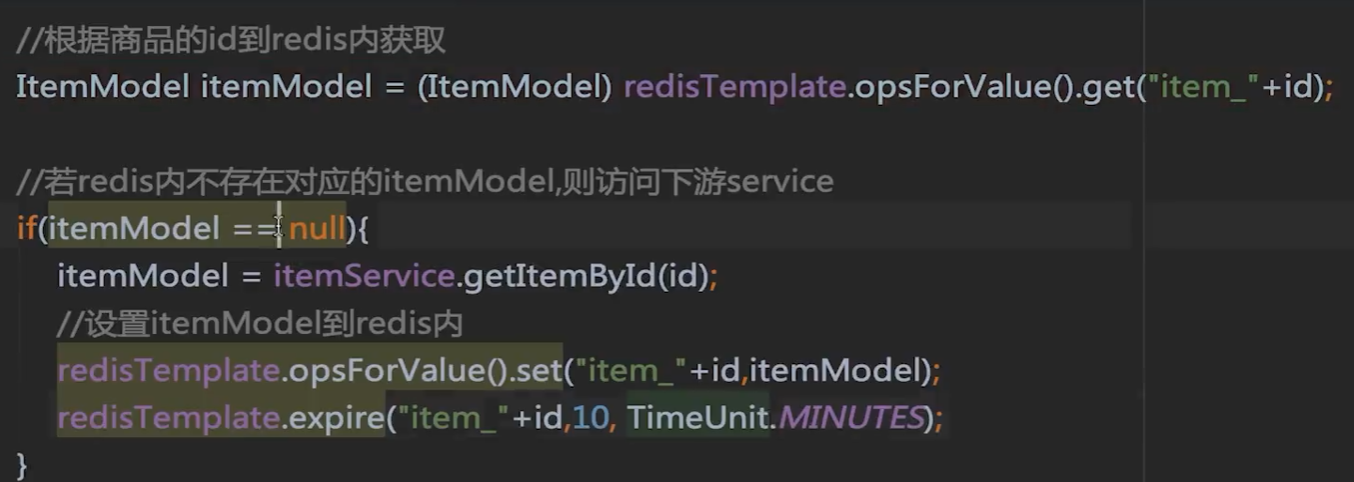 //根据商品的id到redis内获取
ItemModel itemModel = (ItemModel) redisTemplate.opsForValue().get("item_"+id);
//若redis内不存在对应的itemModel,则访问下游service
if(itemModel == null){
itemModel = itemService.getItemById(id);
//设置itemModel到redis内
redisTemplate.opsForValue().set("item_"+id,itemModel);
redisTemplate.expire("item_"+id,10, TimeUnit.MINUTES);
}